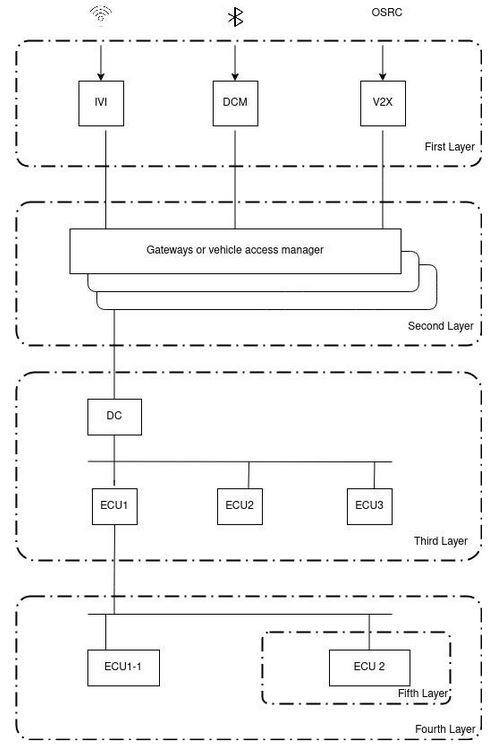 OSRC
IVI
DCM
V2X
First Layer
Gateways or vehicle access manager
Second Layer
DC
ECU1
ECU2
ECU3
Third Layer
ECU1-1
ECU 2
Fifth Layer
Fourth Layer